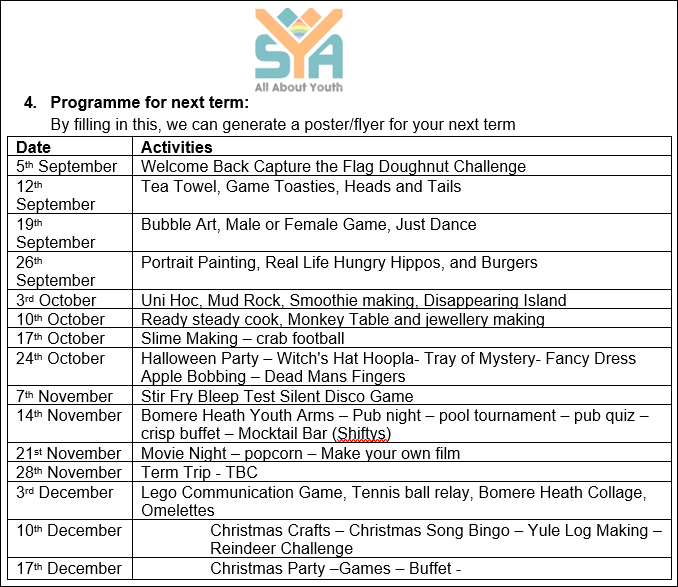 SYA
All About Youth
4. Programme for next term:
By filling in this, we can generate a poster/flyer for your next term
Date Activities
5th September Welcome Back Capture the Flag Doughnut Challenge
12th Tea Towel, Game Toasties, Heads and Tails
September
19th Bubble Art, Male or Female Game, Just Dance
September
26th Portrait Painting, Real Life Hungry Hippos, and Burgers
September
3rd October Uni Hoc, Mud Rock, Smoothie making, Disappearing Island
10th October Ready steady cook, Monkey Table and jewellery making
17th October Slime Making – crab football
24th October Halloween Party – Witch's Hat Hoopla- Tray of Mystery- Fancy Dress
Apple Bobbing – Dead Mans Fingers
7th November Stir Fry Bleep Test Silent Disco Game
14th November Bomere Heath Youth Arms – Pub night – pool tournament – pub quiz –
crisp buffet – Mocktail Bar (Shiftys)
21st November Movie Night – popcorn – Make your own film
28th November Term Trip - TBC
3rd December Lego Communication Game, Tennis ball relay, Bomere Heath Collage,
Omelettes
10th December Christmas Crafts – Christmas Song Bingo – Yule Log Making –
Reindeer Challenge
17th December Christmas Party –Games – Buffet -